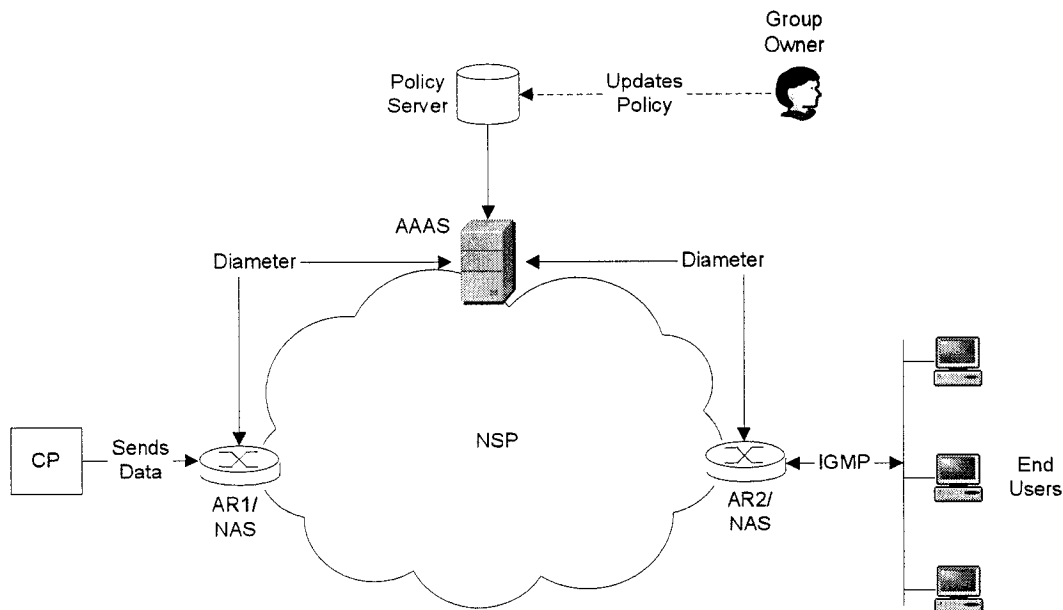 Group
Owner
Policy
Server
Updates
Policy
AAAS
Diameter
Diameter
NSP
CP
Sends
Data
AR1/
NAS
AR2/
NAS
IGMP
End
Users